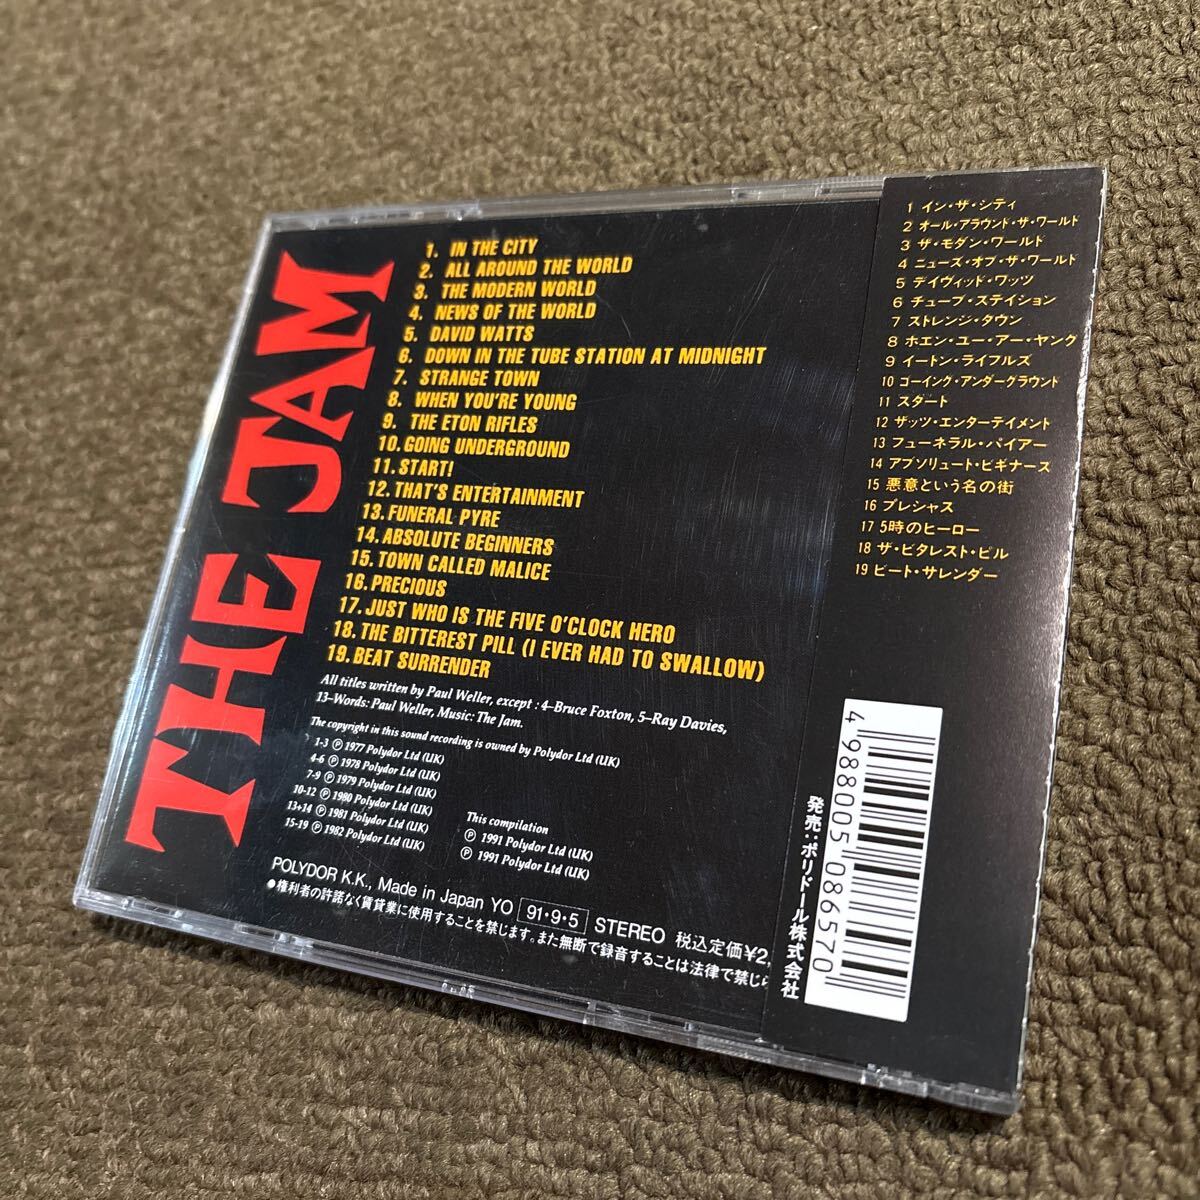 THE JAM
1. IN THE CITY
2. ALL AROUND THE WORLD
3. THE MODERN WORLD
4. NEWS OF THE WORLD
5. DAVID WATTS
6. DOWN IN THE TUBE STATION AT MIDNIGHT
7. STRANGE TOWN
8. WHEN YOU'RE YOUNG
9. THE ETON RIFLES
10. GOING UNDERGROUND
11. START!
12. THAT'S ENTERTAINMENT
13. FUNERAL PYRE
14. ABSOLUTE BEGINNERS
15. TOWN CALLED MALICE
16. PRECIOUS
17. JUST WHO IS THE FIVE O'CLOCK HERO
18. THE BITTEREST PILL (I EVER HAD TO SWALLOW)
19. BEAT SURRENDER
All titles written by Paul Weller, except : 4–Bruce Foxton, 5–Ray Davies,
13–Words: Paul Weller, Music: The Jam.
The copyright in this sound recording is owned by Polydor Ltd (UK)
1-3 ℗ 1977 Polydor Ltd (UK)
4-6 ℗ 1978 Polydor Ltd (UK)
7-9 ℗ 1979 Polydor Ltd (UK)
10-12 ℗ 1980 Polydor Ltd (UK)
13+14 ℗ 1981 Polydor Ltd (UK)
15-19 ℗ 1982 Polydor Ltd (UK)
This compilation
℗ 1991 Polydor Ltd (UK)
℗ 1991 Polydor Ltd (UK)
POLYDOR K.K., Made in Japan YO 91・9・5 STEREO 税込定価¥2,
●権利者の許諾なく賃貸業に使用することを禁じます。また無断で録音することは法律で禁じら
1 イン・ザ・シティ
2 オール・アラウンド・ザ・ワールド
3 ザ・モダン・ワールド
4 ニューズ・オブ・ザ・ワールド
5 デイヴィッド・ワッツ
6 チューブ・ステイション
7 ストレンジ・タウン
8 ホエン・ユー・アー・ヤング
9 イートン・ライフルズ
10 ゴーイング・アンダーグラウンド
11 スタート
12 ザッツ・エンターテイメント
13 フューネラル・パイアー
14 アブソリュート・ビギナーズ
15 悪意という名の街
16 プレシャス
17 5時のヒーロー
18 ザ・ビタレスト・ピル
19 ビート・サレンダー
4 988005 086570
発売：ポリドール株式会社